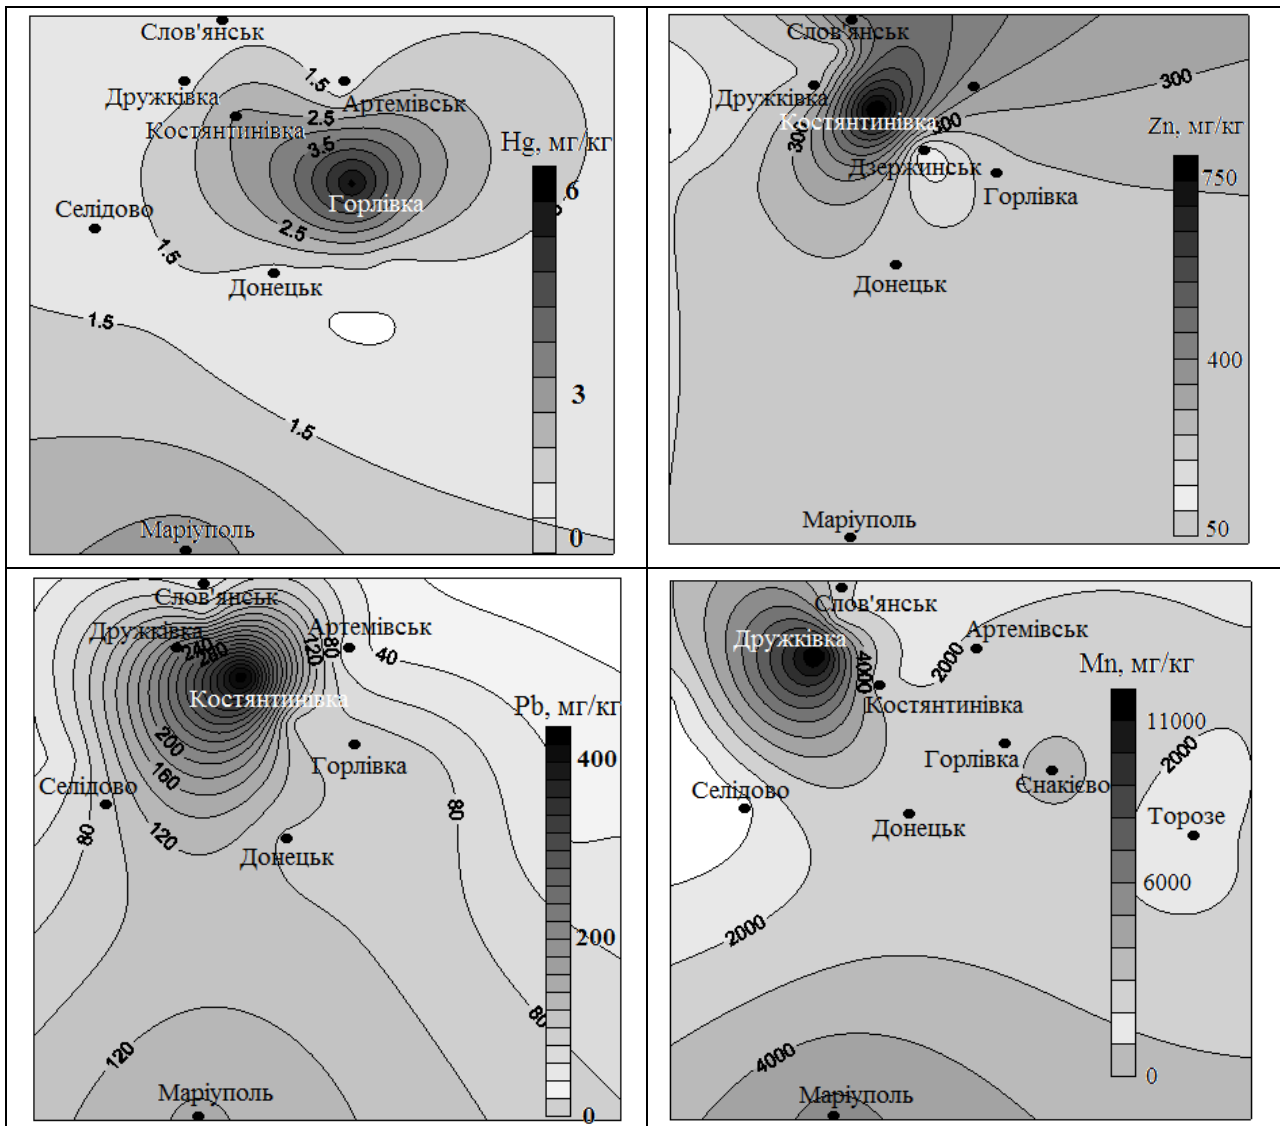 Слов'янськ
1.5
Дружківка
Артемівськ
2.5
Костянтинівка
3.5
Hg, мг/кг
6
Горлівка
Селідово
2.5
1.5
Донецьк
1.5
3
1.5
Маріуполь
0
Слов'янськ
300
Дружківка
Костянтинівка
300
Zn, мг/кг
Дзержинськ
750
Горлівка
Донецьк
400
Маріуполь
50
Слов'янськ
Дружківка
Артемівськ
240
280
120
80
40
Костянтинівка
Pb, мг/кг
200
Горлівка
400
160
Селідово
80
120
80
Донецьк
200
80
120
Маріуполь
0
Слов'янськ
Дружківка
Артемівськ
2000
4000
Mn, мг/кг
Костянтинівка
11000
Горлівка
2000
Єнакієво
Селідово
Донецьк
Торозе
6000
2000
4000
0
Маріуполь